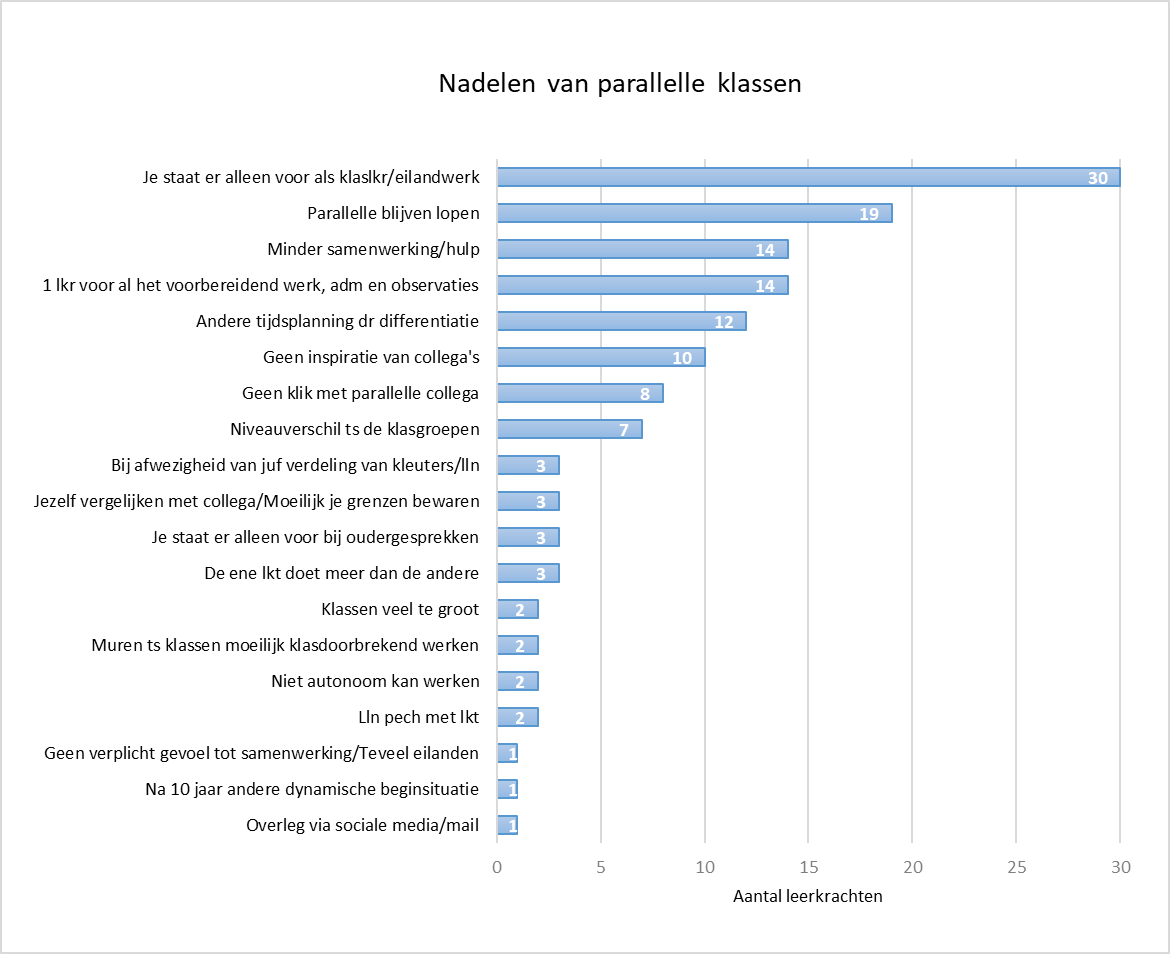 Nadelen van parallelle klassen
Je staat er alleen voor als klaslkr/eilandwerk 30
Parallelle blijven lopen 19
Minder samenwerking/hulp 14
1 lkr voor al het voorbereidend werk, adm en observaties 14
Andere tijdsplanning dr differentiatie 12
Geen inspiratie van collega's 10
Geen klik met parallelle collega 8
Niveauverschil ts de klasgroepen 7
Bij afwezigheid van juf verdeling van kleuters/lln 3
Jezelf vergelijken met collega/Moeilijk je grenzen bewaren 3
Je staat er alleen voor bij oudergesprekken 3
De ene lkt doet meer dan de andere 3
Klassen veel te groot 2
Muren ts klassen moeilijk klasdoorbrekend werken 2
Niet autonoom kan werken 2
Lln pech met lkt 2
Geen verplicht gevoel tot samenwerking/Teveel eilanden 1
Na 10 jaar andere dynamische beginsituatie 1
Overleg via sociale media/mail 1
0 5 10 15 20 25 30
Aantal leerkrachten